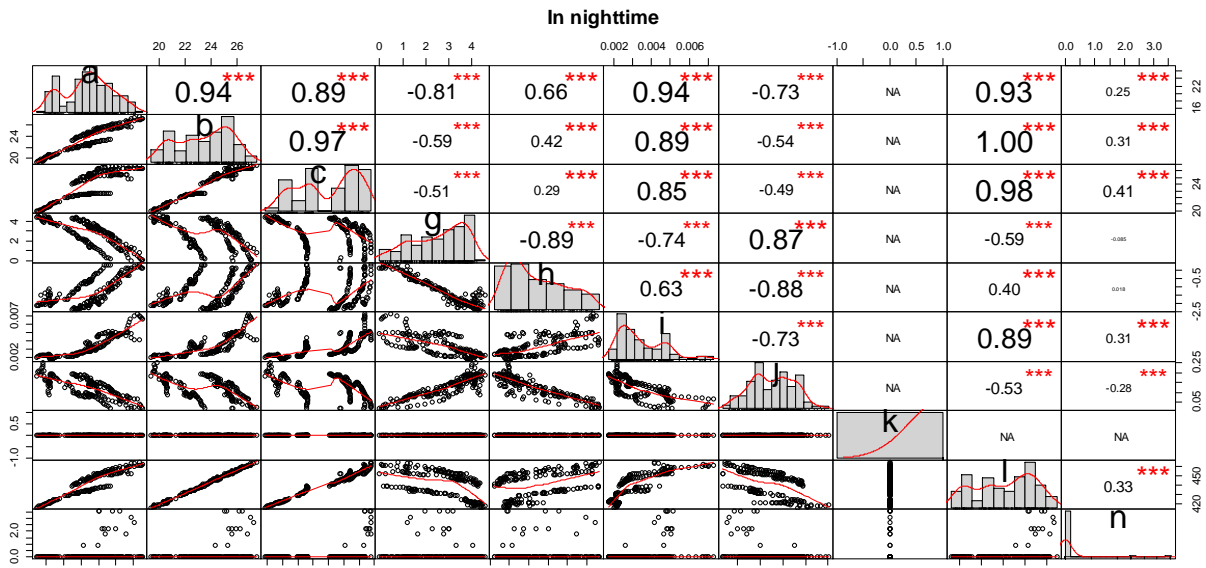 In nighttime
20 22 24 26 0 1 2 3 4 0.002 0.004 0.006 -1.0 0.0 0.5 1.0 0.0 1.0 2.0 3.0
a 0.94 *** 0.89 *** -0.81 *** 0.66 *** 0.94 *** -0.73 *** NA 0.93 *** 0.25 *** 16 22
20 24 b 0.97 *** -0.59 *** 0.42 *** 0.89 *** -0.54 *** NA 1.00 *** 0.31 ***
c -0.51 *** 0.29 *** 0.85 *** -0.49 *** NA 0.98 *** 0.41 *** 20 24
0 2 4 g -0.89 *** -0.74 *** 0.87 *** NA -0.59 *** -0.085
h 0.63 *** -0.88 *** NA 0.40 *** 0.018 -2.5 -0.5
0.002 0.007 i -0.73 *** NA 0.89 *** 0.31 ***
j NA -0.53 *** -0.28 *** 0.05 0.25
-1.0 0.5 k NA NA
l 0.33 *** 420 450
0.0 2.0 n